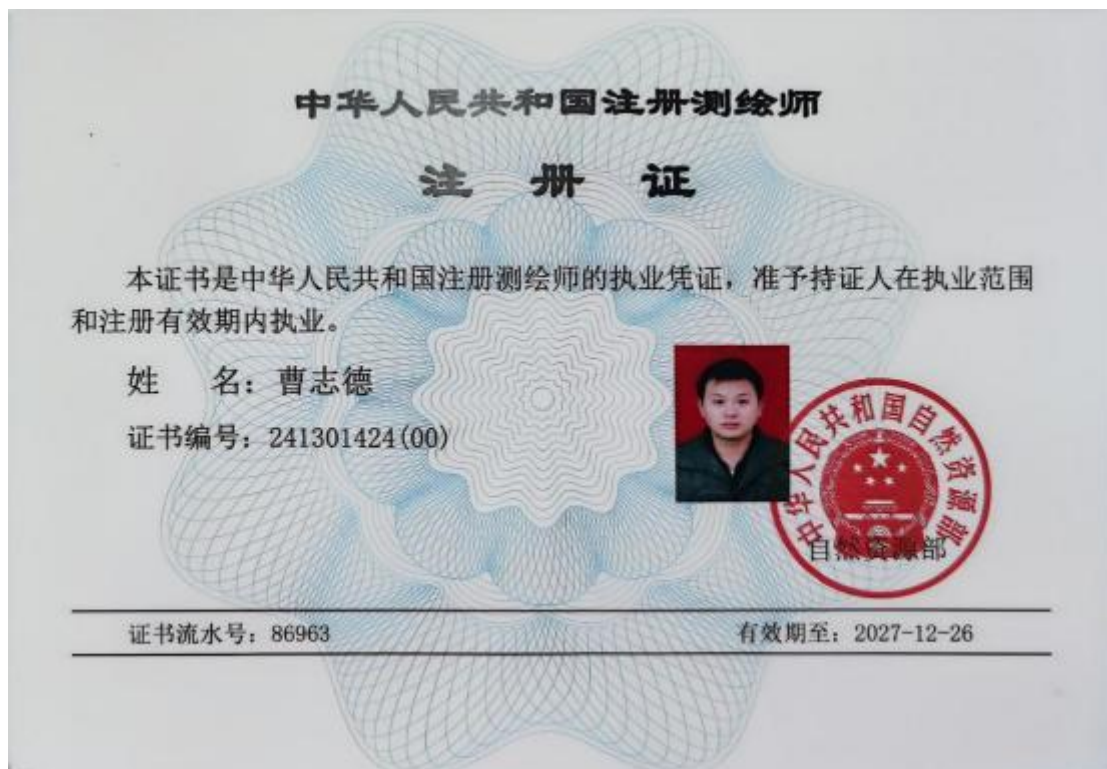 中华人民共和国注册测绘师
注 册 证
本证书是中华人民共和国注册测绘师的执业凭证，准予持证人在执业范围
和注册有效期内执业。
姓 名：曹志德
证书编号：241301424(00)
中华人民共和国自然资源部
自然资源部
证书流水号：86963
有效期至：2027-12-26